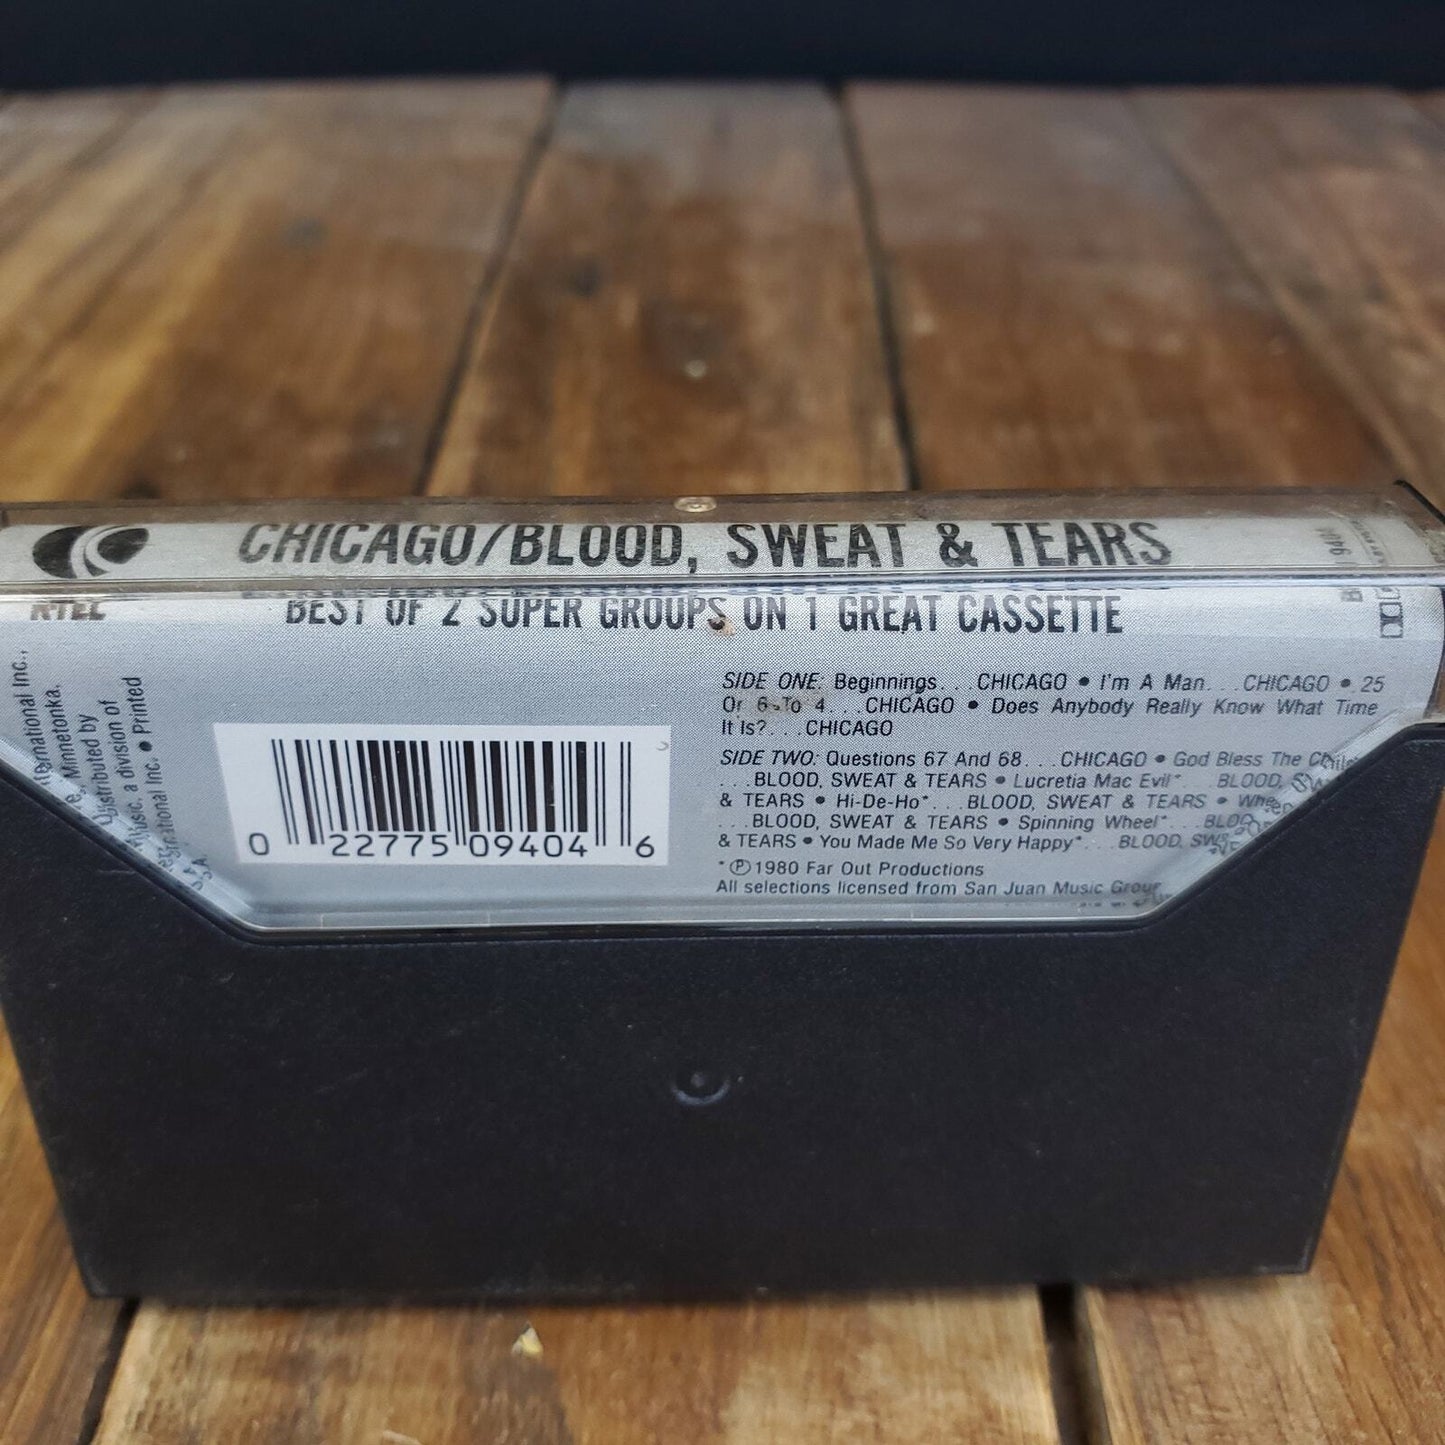 CHICAGO/BLOOD, SWEAT & TEARS
K-TEL
BEST OF 2 SUPER GROUPS ON 1 GREAT CASSETTE
9404
SIDE ONE: Beginnings. . .CHICAGO • I'm A Man. . .CHICAGO • 25
Or 6 To 4. . .CHICAGO • Does Anybody Really Know What Time
It Is?. . .CHICAGO
SIDE TWO: Questions 67 And 68. . .CHICAGO • God Bless The
. . .BLOOD, SWEAT & TEARS • Lucretia Mac Evil* BLOOD,
& TEARS • Hi-De-Ho*. . .BLOOD, SWEAT & TEARS •
. . .BLOOD, SWEAT & TEARS • Spinning Wheel*. . .
& TEARS • You Made Me So Very Happy*. . .BLOOD,
* ℗ 1980 Far Out Productions
All selections licensed from San Juan Music Group
0 22775 09404 6
Inc.,
Minnetonka,
by
Music, a division of
Inc. • Printed